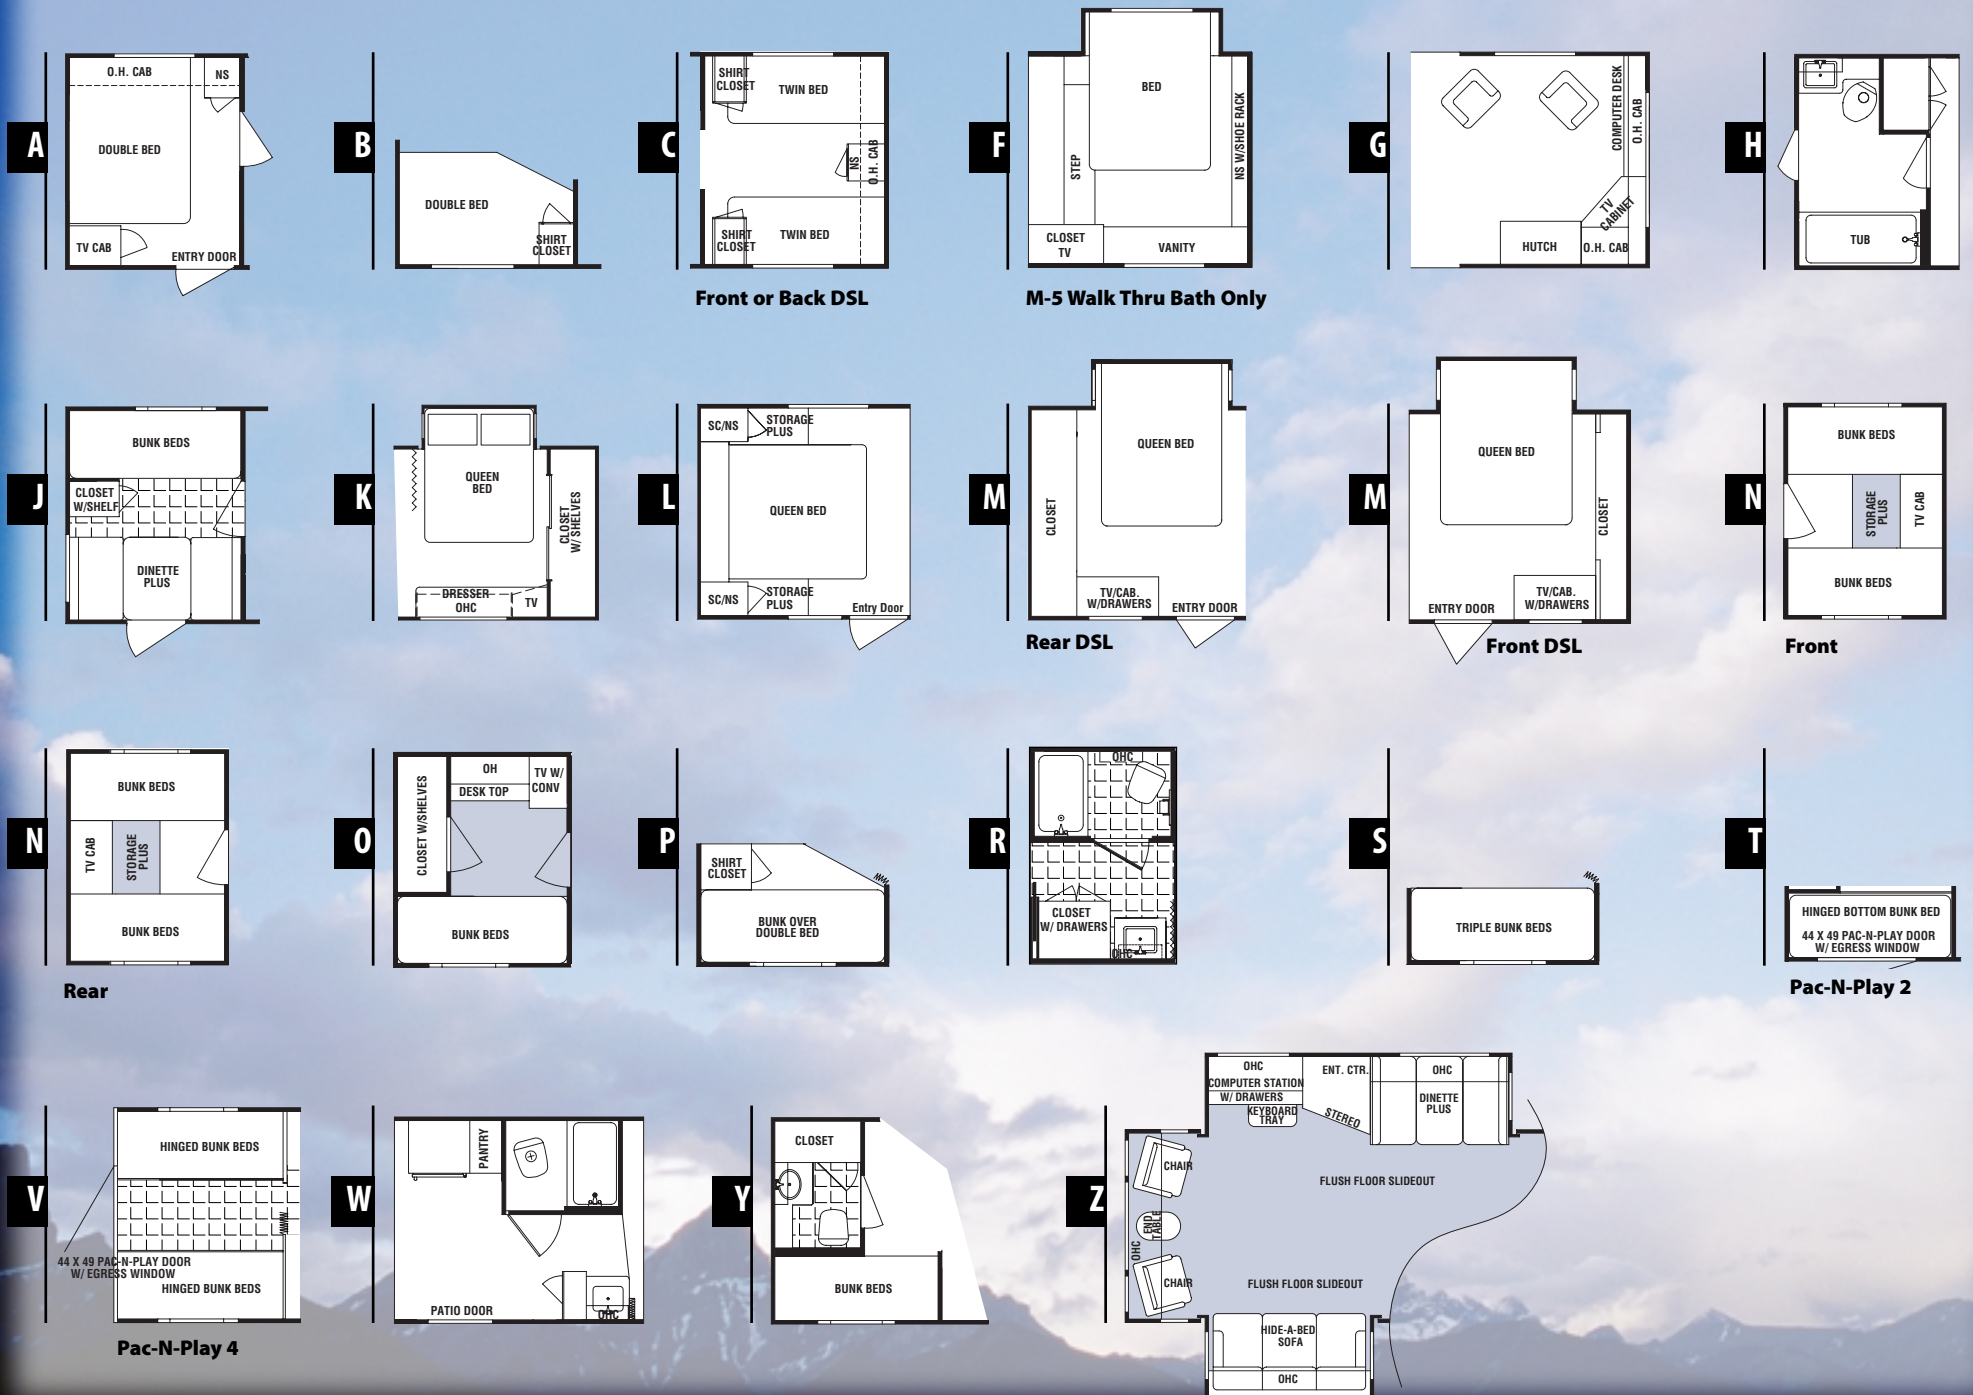 A
O.H. CAB
NS
DOUBLE BED
TV CAB
ENTRY DOOR
B
DOUBLE BED
SHIRT
CLOSET
C
SHIRT
CLOSET
TWIN BED
NS
O.H. CAB
SHIRT
CLOSET
TWIN BED
Front or Back DSL
F
BED
STEP
NS W/SHOE RACK
CLOSET
TV
VANITY
M-5 Walk Thru Bath Only
G
COMPUTER DESK
O.H. CAB
TV
CABINET
HUTCH
O.H. CAB
H
TUB
J
BUNK BEDS
CLOSET
W/SHELF
DINETTE
PLUS
K
QUEEN
BED
CLOSET
W/ SHELVES
DRESSER
OHC
TV
L
SC/NS
STORAGE
PLUS
QUEEN BED
SC/NS
STORAGE
PLUS
Entry Door
M
QUEEN BED
CLOSET
TV/CAB.
W/DRAWERS
ENTRY DOOR
Rear DSL
M
QUEEN BED
CLOSET
ENTRY DOOR
TV/CAB.
W/DRAWERS
Front DSL
N
BUNK BEDS
STORAGE
PLUS
TV CAB
BUNK BEDS
Front
N
BUNK BEDS
TV CAB
STORAGE
PLUS
BUNK BEDS
Rear
O
CLOSET W/SHELVES
OH
DESK TOP
TV W/
CONV
BUNK BEDS
P
SHIRT
CLOSET
BUNK OVER
DOUBLE BED
R
OHC
CLOSET
W/ DRAWERS
OHC
S
TRIPLE BUNK BEDS
T
HINGED BOTTOM BUNK BED
44 X 49 PAC-N-PLAY DOOR
W/ EGRESS WINDOW
Pac-N-Play 2
V
HINGED BUNK BEDS
44 X 49 PAC-N-PLAY DOOR
W/ EGRESS WINDOW
HINGED BUNK BEDS
Pac-N-Play 4
W
PANTRY
PATIO DOOR
OHC
Y
CLOSET
BUNK BEDS
Z
OHC
COMPUTER STATION
W/ DRAWERS
KEYBOARD
TRAY
ENT. CTR.
STEREO
OHC
DINETTE
PLUS
CHAIR
END
TABLE
OHC
CHAIR
FLUSH FLOOR SLIDEOUT
FLUSH FLOOR SLIDEOUT
HIDE-A-BED
SOFA
OHC